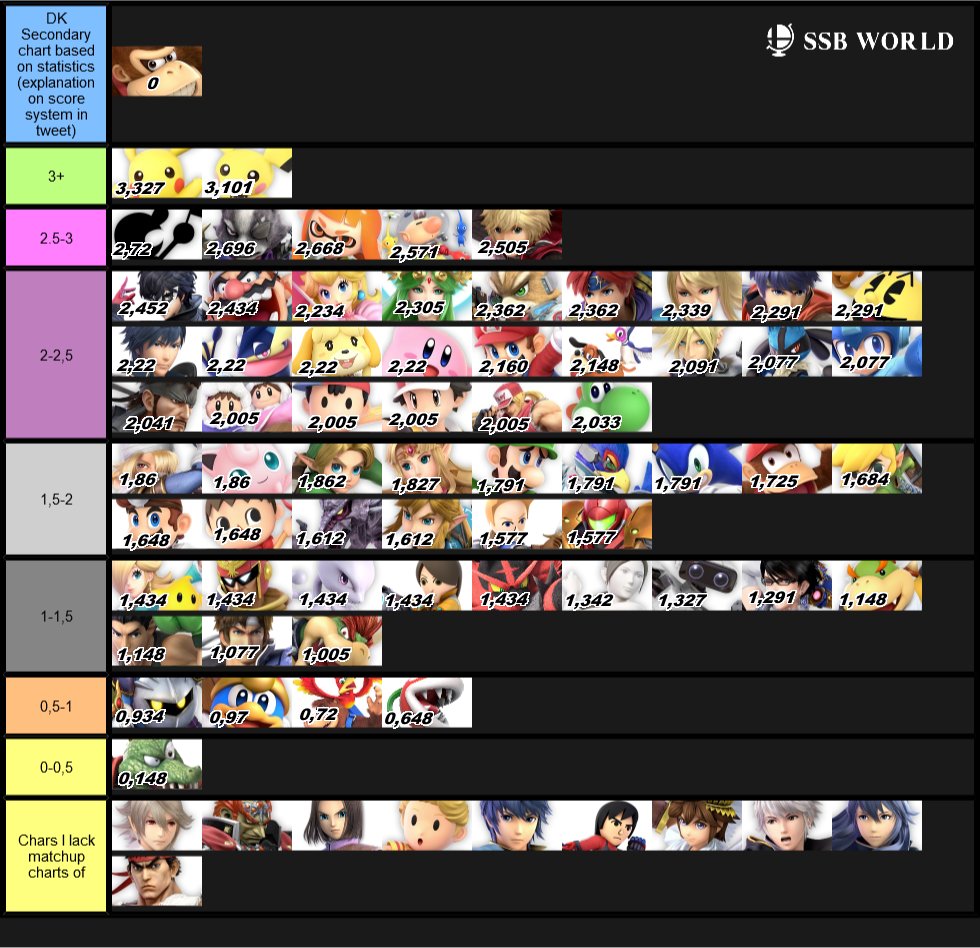 DK
Secondary
chart based
on statistics
(explanation
on score
system in
tweet)
0
SSB WORLD
3+
3,327 3,101
2.5-3
2,72 2,696 2,668 2,571 2,505
2-2,5
2,452 2,434 2,234 2,305 2,362 2,362 2,339 2,291 2,291
2,22 2,22 2,22 2,22 2,160 2,148 2,091 2,077 2,077
2,041 2,005 2,005 2,005 2,005 2,033
1,5-2
1,86 1,86 1,862 1,827 1,791 1,791 1,791 1,725 1,684
1,648 1,648 1,612 1,612 1,577 1,577
1-1,5
1,434 1,434 1,434 1,434 1,434 1,342 1,327 1,291 1,148
1,148 1,077 1,005
0,5-1
0,934 0,97 0,72 0,648
0-0,5
0,148
Chars I lack
matchup
charts of